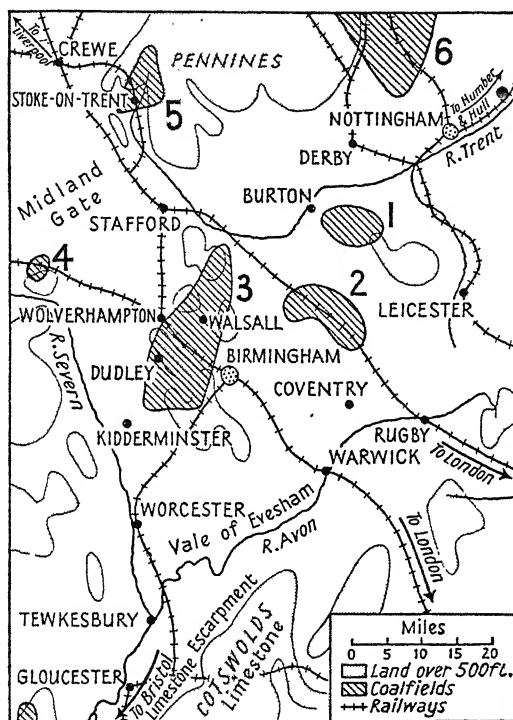 To
Liverpool
CREWE
PENNINES
6
STOKE-ON-TRENT
5
NOTTINGHAM
To Humber
& Hull
DERBY
R. Trent
Midland
Gate
BURTON
1
STAFFORD
4
3
2
LEICESTER
WOLVERHAMPTON
WALSALL
R. Severn
DUDLEY
BIRMINGHAM
COVENTRY
KIDDERMINSTER
RUGBY
WARWICK
To London
WORCESTER
Vale of Evesham
R. Avon
To London
TEWKESBURY
Limestone Escarpment
COTSWOLDS
Limestone
GLOUCESTER
To Bristol
Miles
0 10 20
Land over 500ft.
Coalfields
Railways